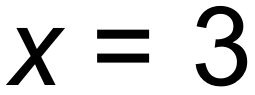 x = 3